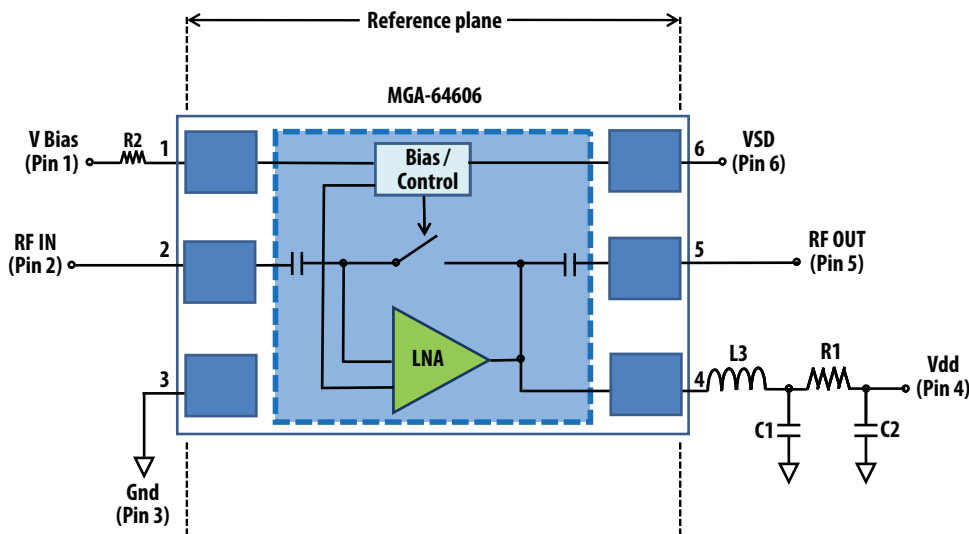 Reference plane
MGA-64606
V Bias
(Pin 1)
R2
1
Bias /
Control
6
VSD
(Pin 6)
RF IN
(Pin 2)
2
5
RF OUT
(Pin 5)
LNA
3
4
L3
R1
Vdd
(Pin 4)
C1
C2
Gnd
(Pin 3)